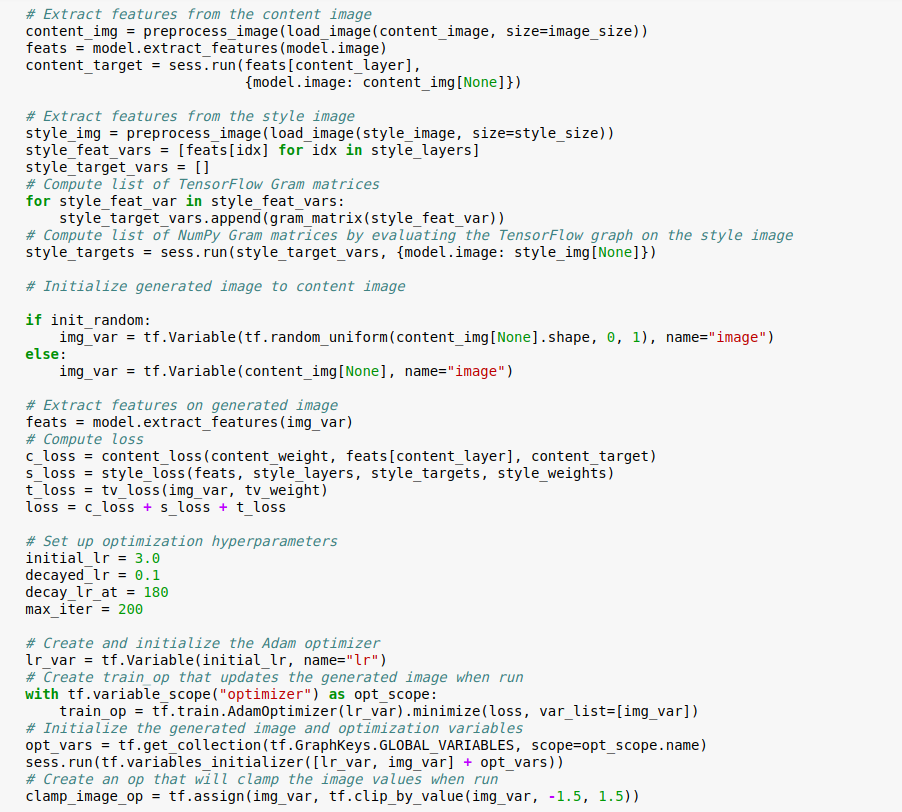 # Extract features from the content image
content_img = preprocess_image(load_image(content_image, size=image_size))
feats = model.extract_features(model.image)
content_target = sess.run(feats[content_layer],
                          {model.image: content_img[None]})

# Extract features from the style image
style_img = preprocess_image(load_image(style_image, size=style_size))
style_feat_vars = [feats[idx] for idx in style_layers]
style_target_vars = []
# Compute list of TensorFlow Gram matrices
for style_feat_var in style_feat_vars:
    style_target_vars.append(gram_matrix(style_feat_var))
# Compute list of NumPy Gram matrices by evaluating the TensorFlow graph on the style image
style_targets = sess.run(style_target_vars, {model.image: style_img[None]})

# Initialize generated image to content image

if init_random:
    img_var = tf.Variable(tf.random_uniform(content_img[None].shape, 0, 1), name="image")
else:
    img_var = tf.Variable(content_img[None], name="image")

# Extract features on generated image
feats = model.extract_features(img_var)
# Compute loss
c_loss = content_loss(content_weight, feats[content_layer], content_target)
s_loss = style_loss(feats, style_layers, style_targets, style_weights)
t_loss = tv_loss(img_var, tv_weight)
loss = c_loss + s_loss + t_loss

# Set up optimization hyperparameters
initial_lr = 3.0
decayed_lr = 0.1
decay_lr_at = 180
max_iter = 200

# Create and initialize the Adam optimizer
lr_var = tf.Variable(initial_lr, name="lr")
# Create train_op that updates the generated image when run
with tf.variable_scope("optimizer") as opt_scope:
    train_op = tf.train.AdamOptimizer(lr_var).minimize(loss, var_list=[img_var])
# Initialize the generated image and optimization variables
opt_vars = tf.get_collection(tf.GraphKeys.GLOBAL_VARIABLES, scope=opt_scope.name)
sess.run(tf.variables_initializer([lr_var, img_var] + opt_vars))
# Create an op that will clamp the image values when run
clamp_image_op = tf.assign(img_var, tf.clip_by_value(img_var, -1.5, 1.5))